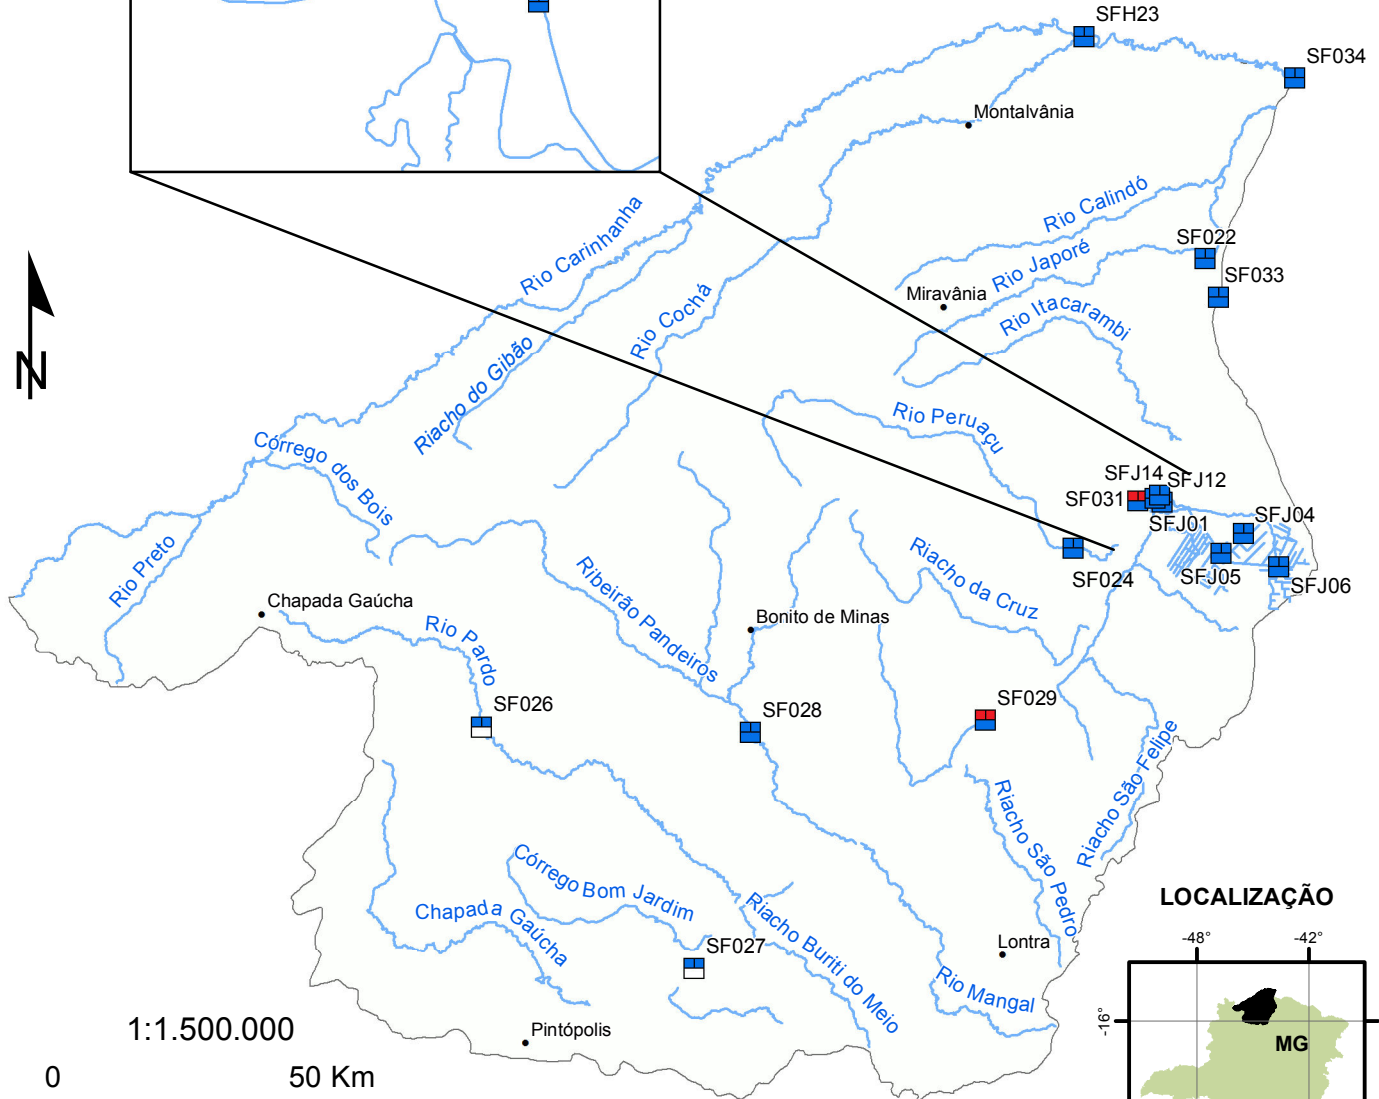 SFH23
SF034
Montalvânia
Rio Calindó
Rio Carinhanha
SF022
Rio Japoré
SF033
Miravânia
Rio Itacarambi
Rio Cochá
N
Riacho do Gibão
Rio Peruaçu
Córrego dos Bois
SFJ14
SFJ12
SF031
SFJ01
SFJ04
SF024
SFJ05
SFJ06
Riacho da Cruz
Rio Preto
Ribeirão Pandeiros
Chapada Gaúcha
Bonito de Minas
Rio Pardo
SF026
SF028
SF029
Riacho São Felipe
Riacho São Pedro
Córrego Bom Jardim
Chapada Gaúcha
Riacho Buriti do Meio
LOCALIZAÇÃO
SF027
Lontra
-48°
-42°
Rio Mangal
-16°
MG
1:1.500.000
Pintópolis
0
50 Km